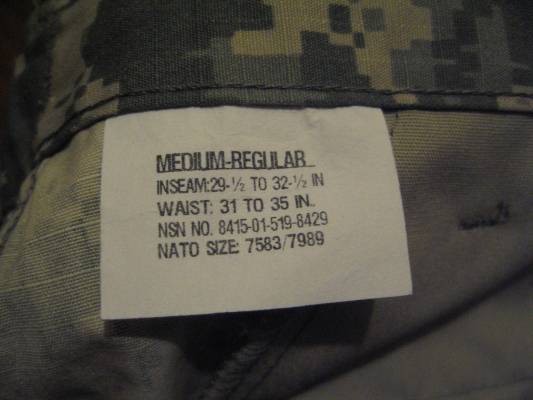 MEDIUM-REGULAR
INSEAM:29-½ TO 32-½ IN
WAIST: 31 TO 35 IN.
NSN NO. 8415-01-519-8429
NATO SIZE: 7583/7989